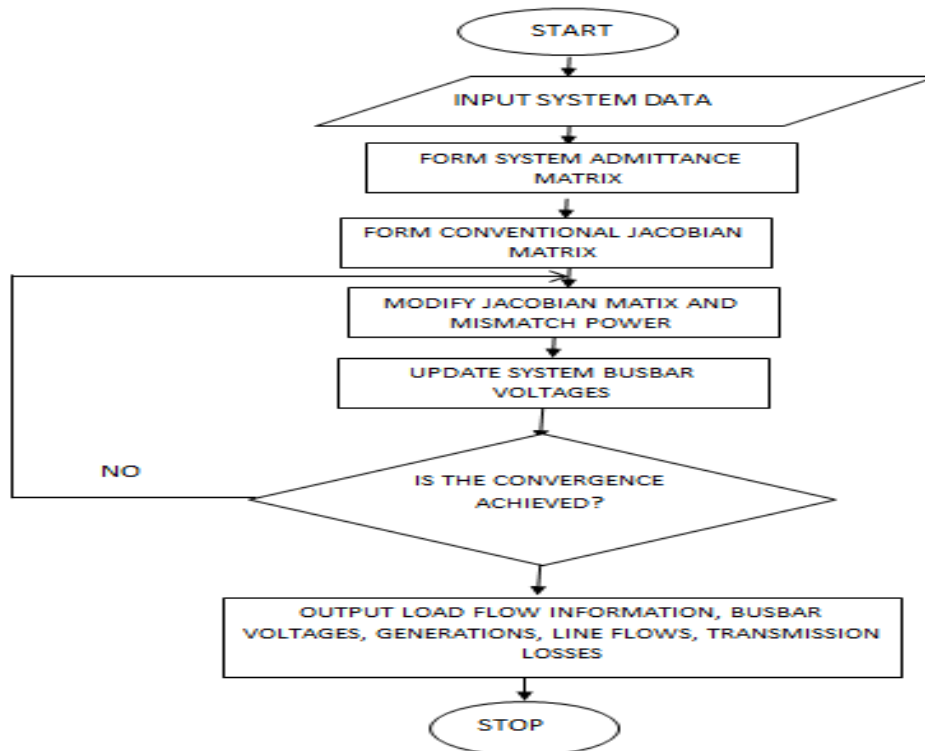 START
INPUT SYSTEM DATA
FORM SYSTEM ADMITTANCE
MATRIX
FORM CONVENTIONAL JACOBIAN
MATRIX
MODIFY JACOBIAN MATIX AND
MISMATCH POWER
UPDATE SYSTEM BUSBAR
VOLTAGES
NO
IS THE CONVERGENCE
ACHIEVED?
OUTPUT LOAD FLOW INFORMATION, BUSBAR
VOLTAGES, GENERATIONS, LINE FLOWS, TRANSMISSION
LOSSES
STOP